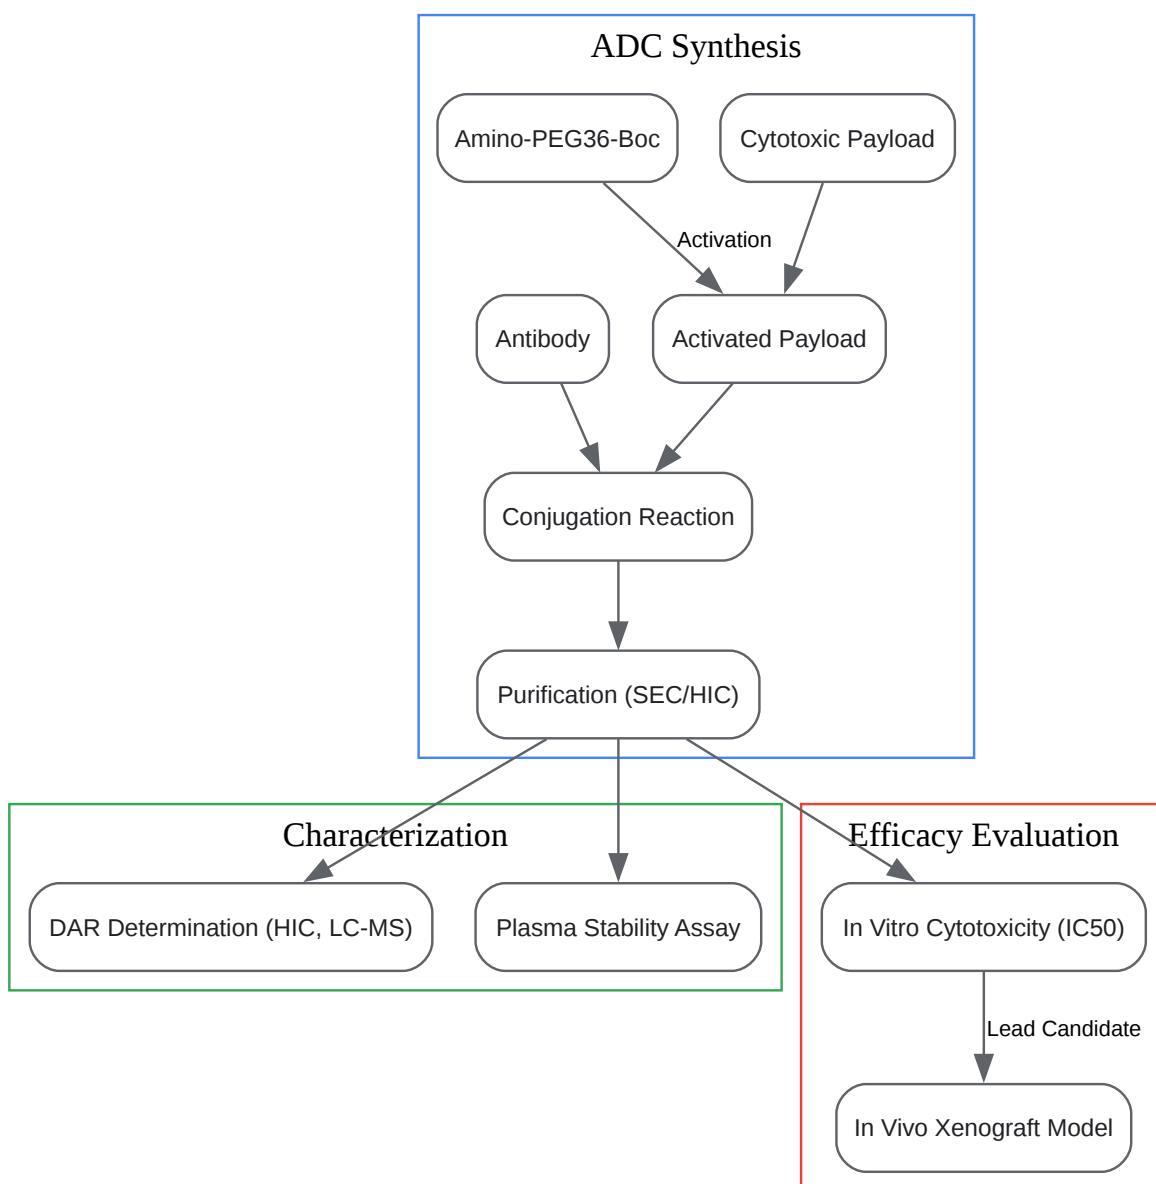 ADC Synthesis
Amino-PEG36-Boc
Cytotoxic Payload
Activation
Antibody
Activated Payload
Conjugation Reaction
Purification (SEC/HIC)
Characterization
Efficacy Evaluation
DAR Determination (HIC, LC-MS)
Plasma Stability Assay
In Vitro Cytotoxicity (IC50)
Lead Candidate
In Vivo Xenograft Model